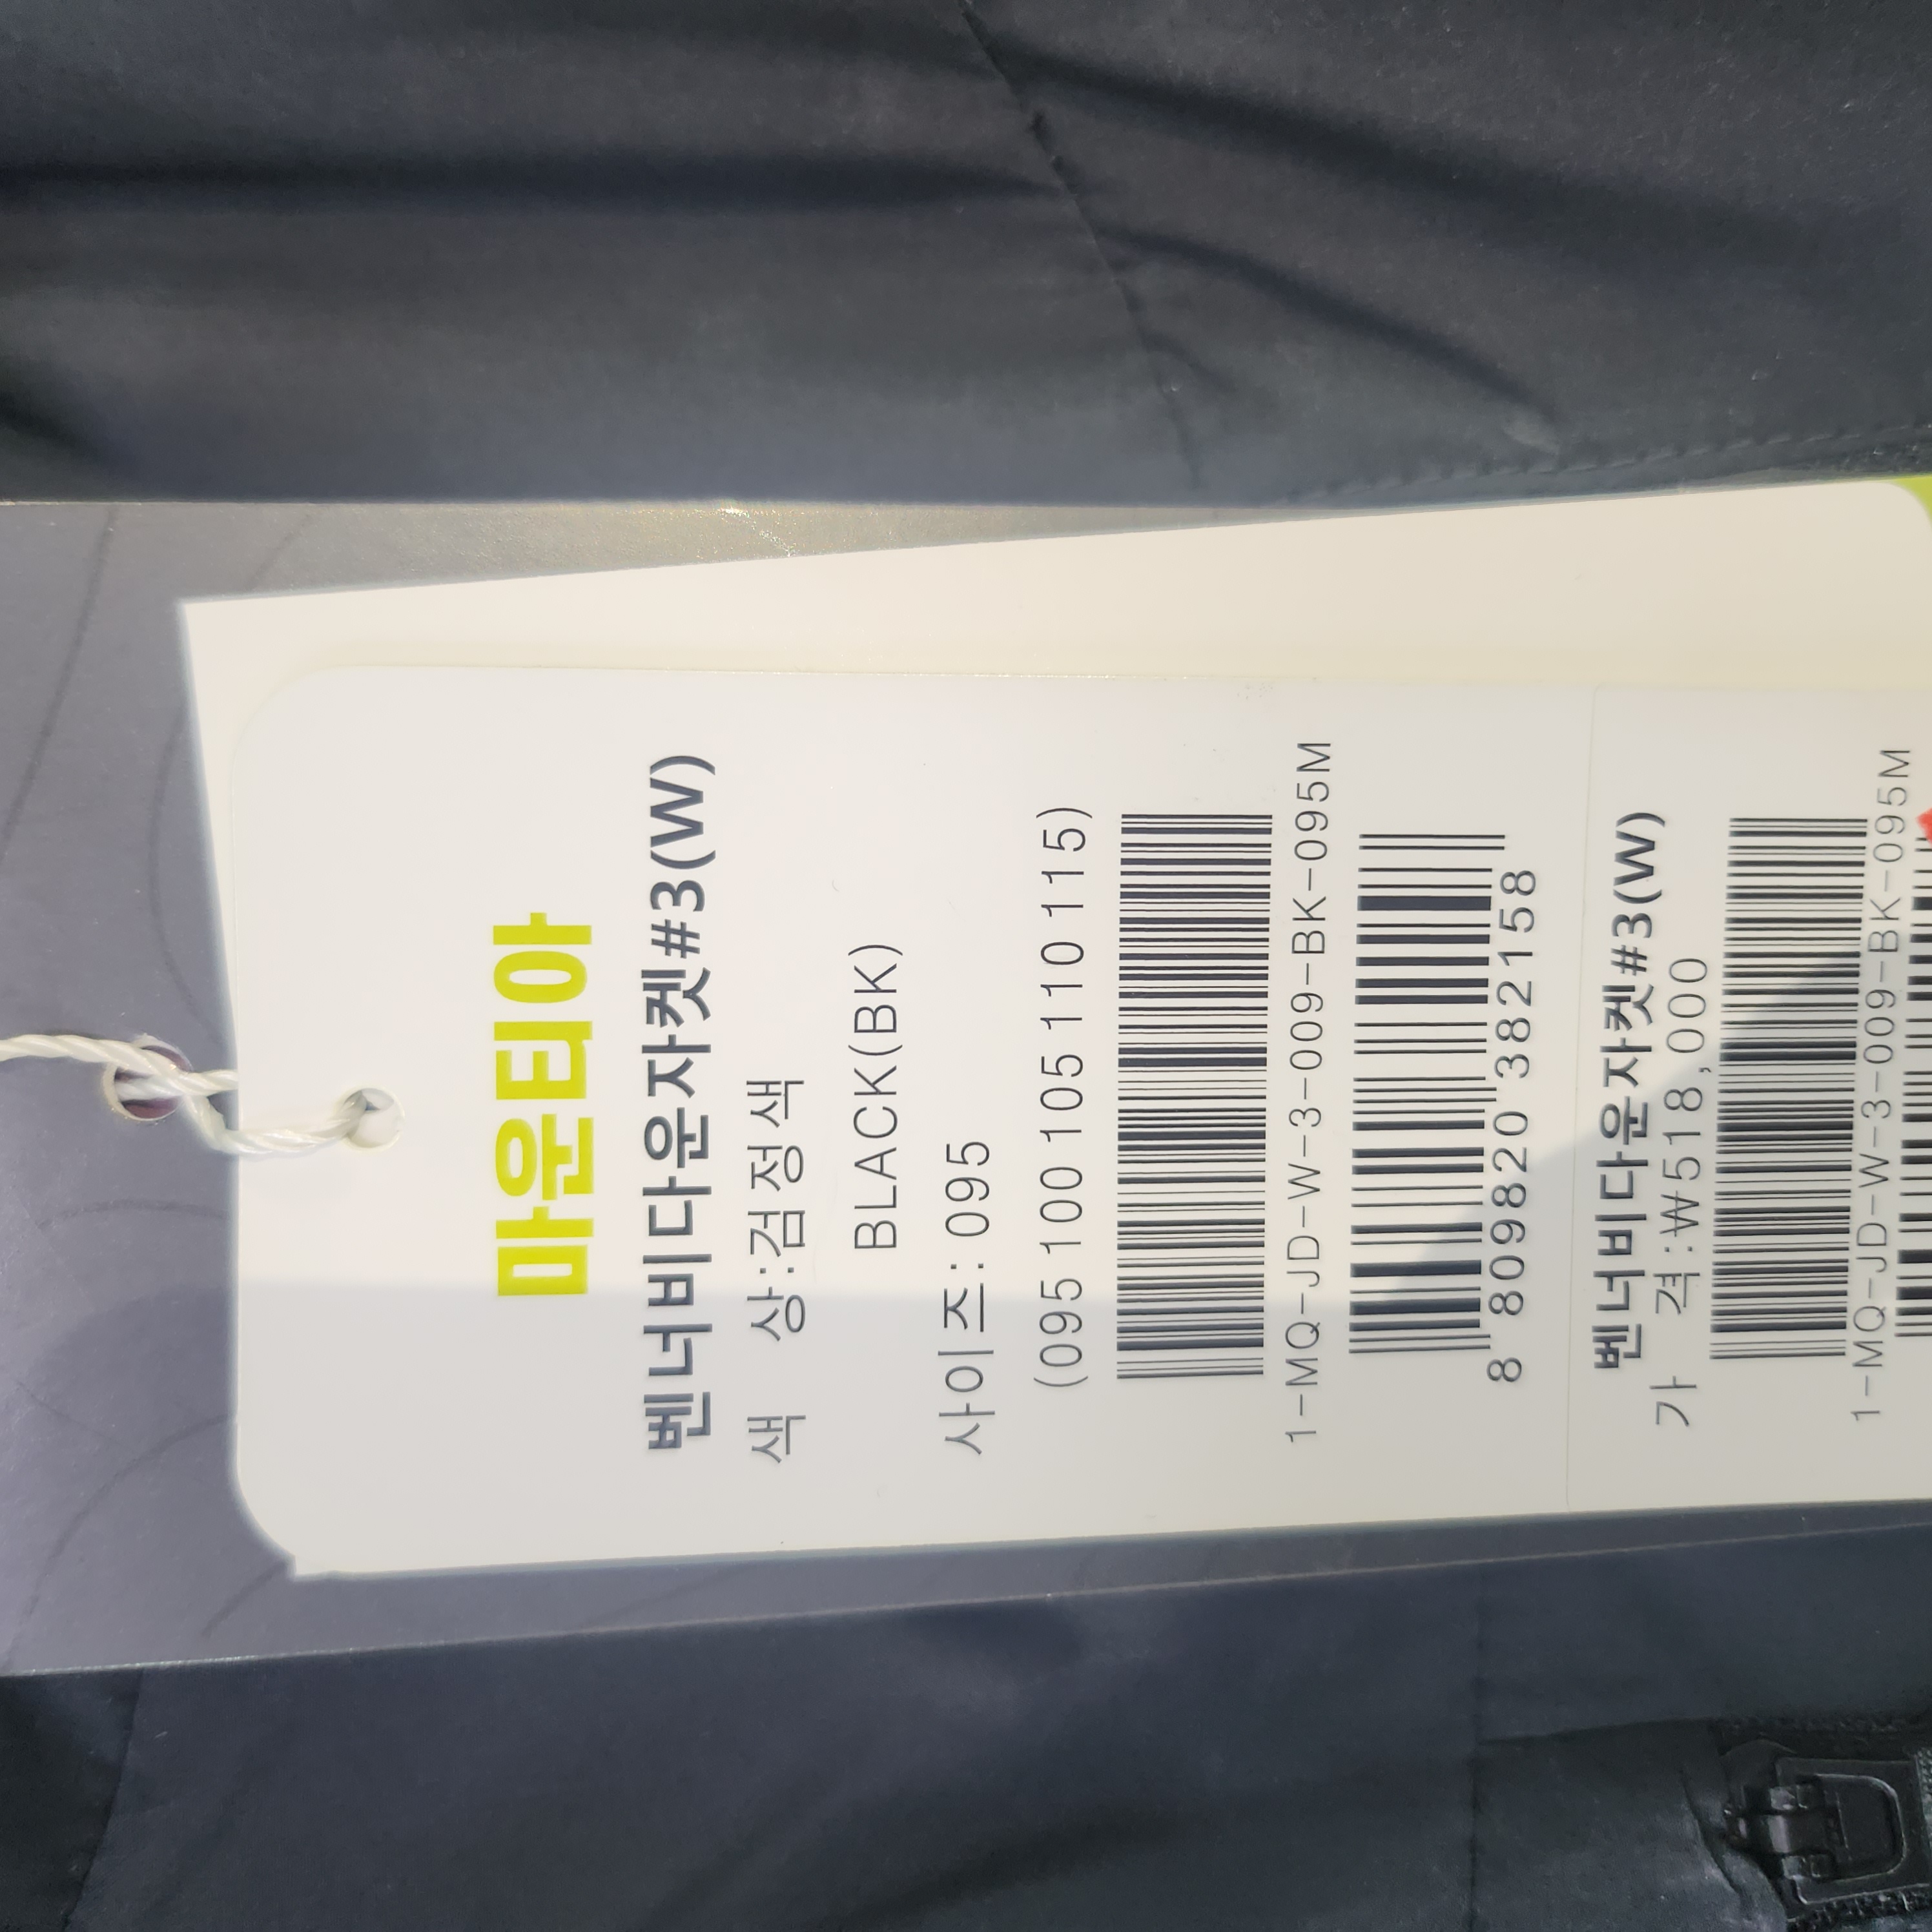 마운티아
벤너비다운자켓#3(W)
색 상:검정색
BLACK(BK)
사이즈: 095
(095 100 105 110 115)
1-MQ-JD-W-3-009-BK-095M
8 809820 382158
벤너비다운자켓#3(W)
가 격:₩518,000
1-MQ-JD-W-3-009-BK-095M